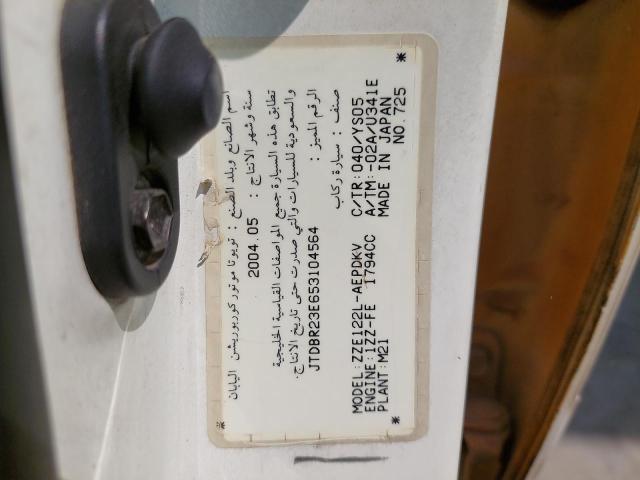 اسم الصانع وبلد الصنع : تويوتا موتور كوربوريشن اليابان
سنة وشهر الانتاج : 2004.05
تطابق هذه السيارة جميع المواصفات القياسية الخليجية
والسعودية للسيارات والتي صدرت حتى تاريخ الانتاج.
الرقم المميز : JTDBR23E653104564
صنف : سيارة ركاب
MODEL:ZZE122L-AEPDKV C/TR:040/YS05
ENGINE:1ZZ-FE 1794CC A/TM:-02A/U341E
PLANT:M21 MADE IN JAPAN
* NO.725 *